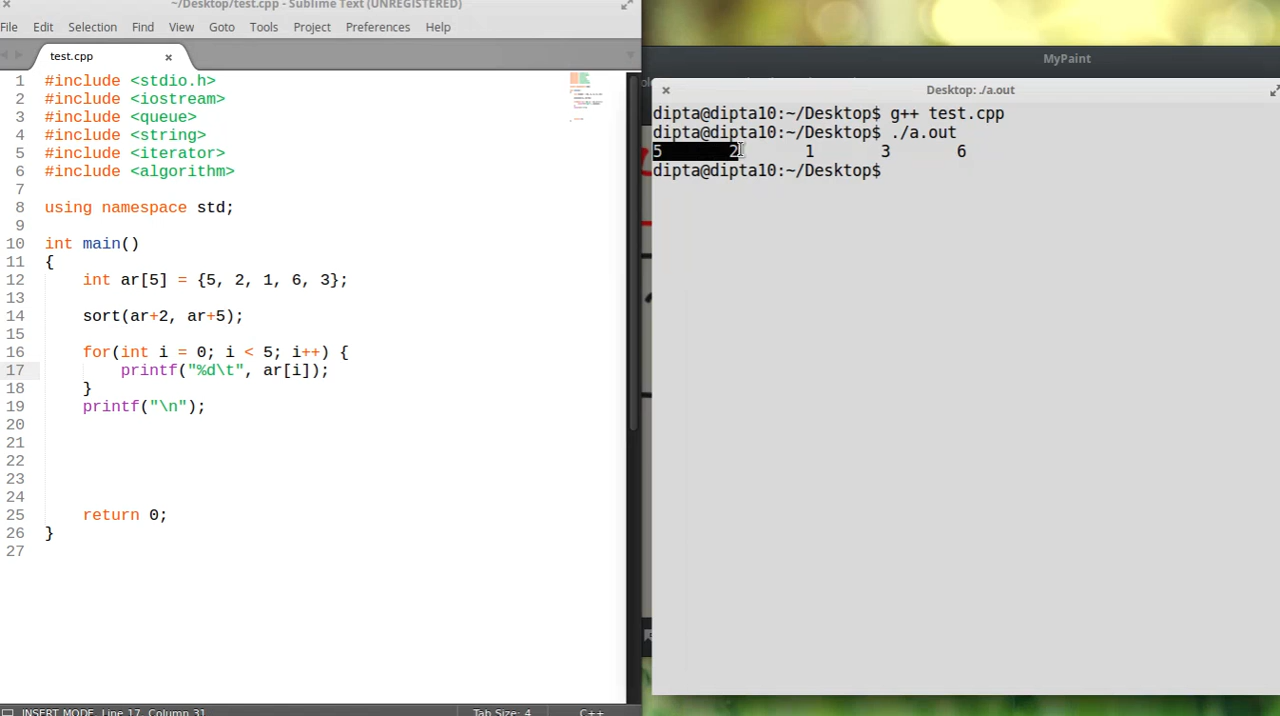 ~/Desktop/test.cpp - Sublime Text (UNREGISTERED)
File Edit Selection Find View Goto Tools Project Preferences Help
test.cpp
1 #include <stdio.h>
2 #include <iostream>
3 #include <queue>
4 #include <string>
5 #include <iterator>
6 #include <algorithm>
7
8 using namespace std;
9
10 int main()
11 {
12 int ar[5] = {5, 2, 1, 6, 3};
13
14 sort(ar+2, ar+5);
15
16 for(int i = 0; i < 5; i++) {
17 printf("%d\t", ar[i]);
18 }
19 printf("\n");
20
21
22
23
24
25 return 0;
26 }
27
INSERT MODE, Line 17, Column 31 Tab Size: 4 C++
MyPaint
Desktop: ./a.out
dipta@dipta10:~/Desktop$ g++ test.cpp
dipta@dipta10:~/Desktop$ ./a.out
5 2 1 3 6
dipta@dipta10:~/Desktop$